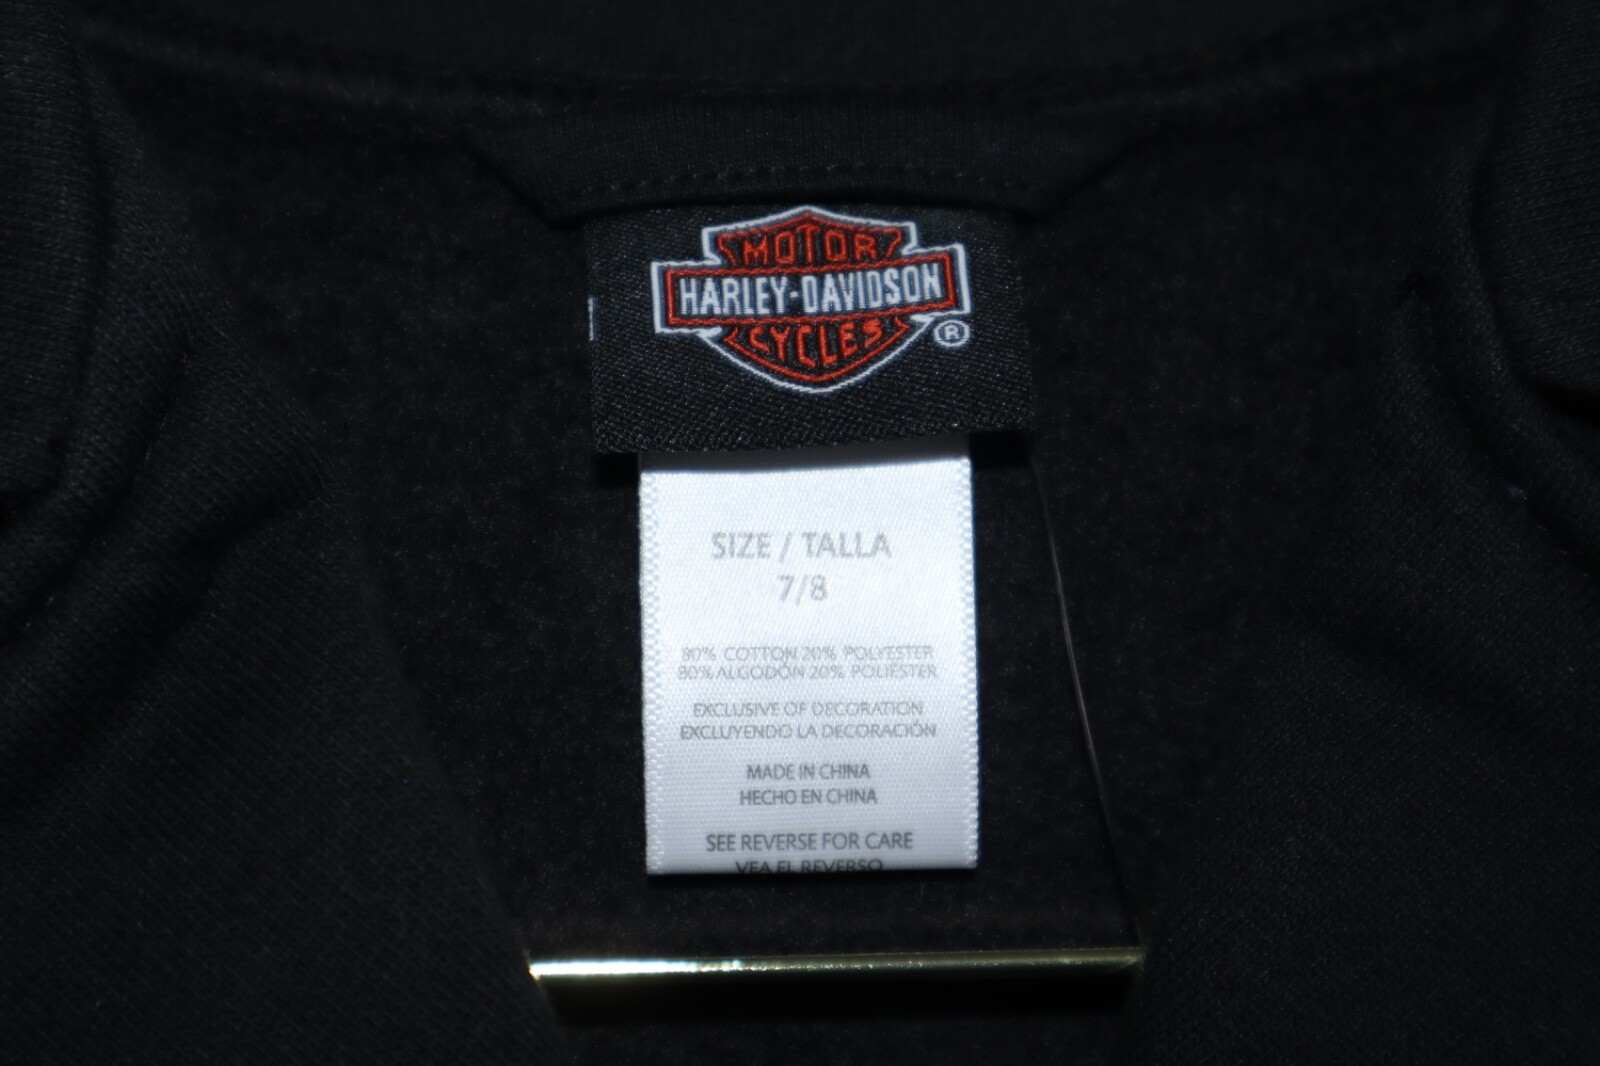 MOTOR
HARLEY-DAVIDSON
CYCLES
®
SIZE / TALLA
7/8
80% COTTON 20% POLYESTER
80% ALGODÓN 20% POLIÉSTER
EXCLUSIVE OF DECORATION
EXCLUYENDO LA DECORACIÓN
MADE IN CHINA
HECHO EN CHINA
SEE REVERSE FOR CARE
VEA EL REVERSO